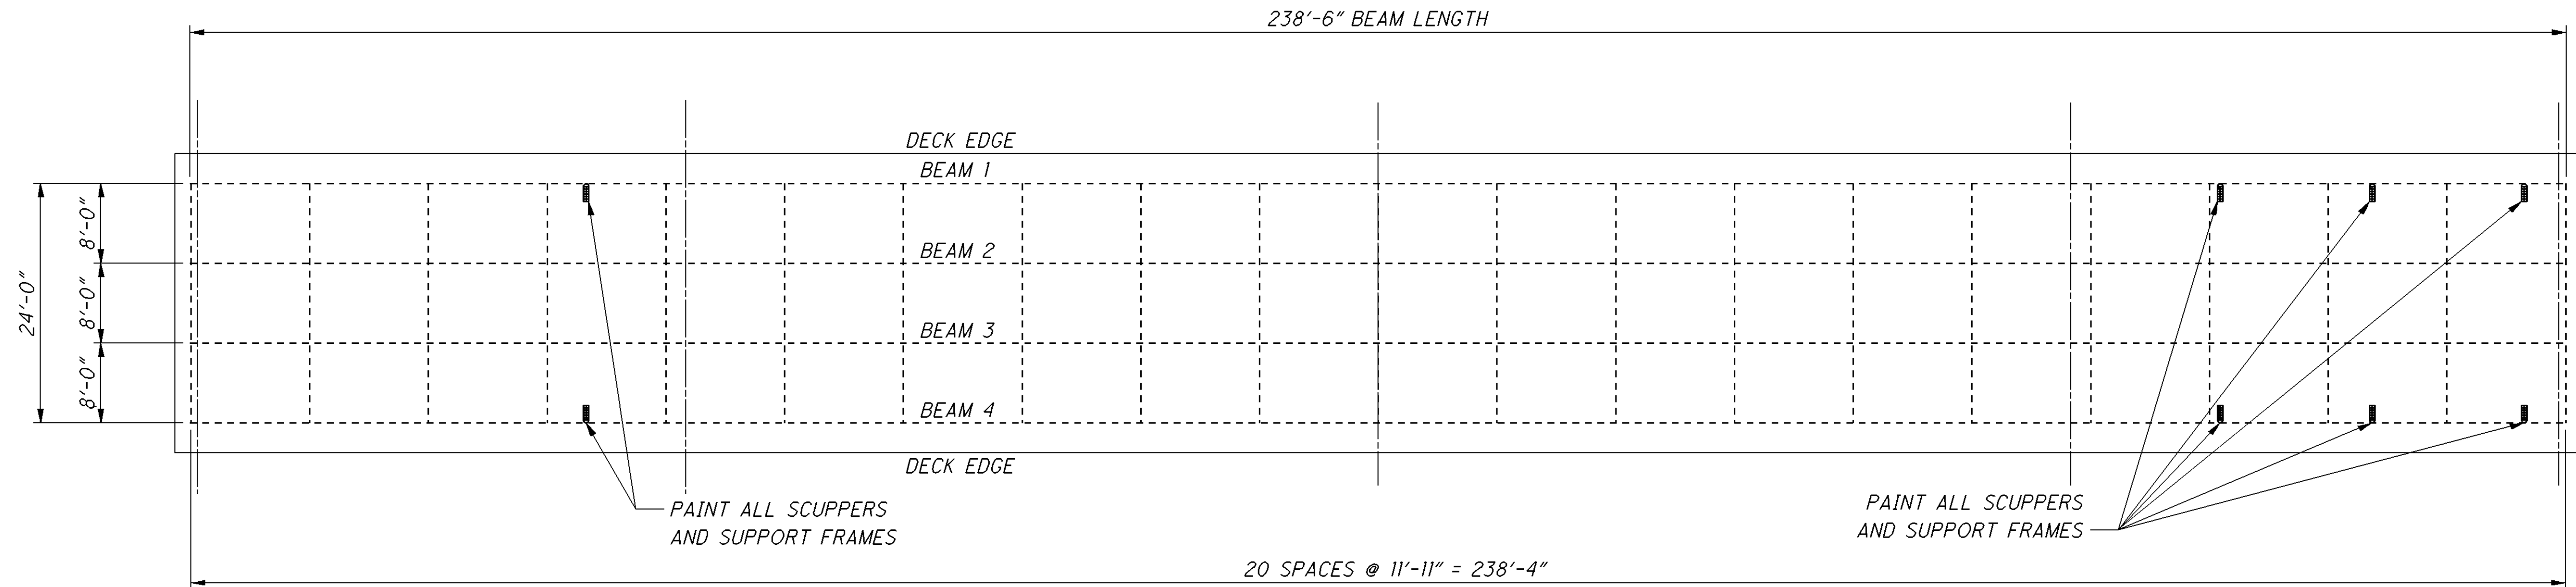 238'-6" BEAM LENGTH
DECK EDGE
BEAM 1
8'-0"
BEAM 2
24'-0"
8'-0"
BEAM 3
8'-0"
BEAM 4
DECK EDGE
PAINT ALL SCUPPERS
AND SUPPORT FRAMES
PAINT ALL SCUPPERS
AND SUPPORT FRAMES
20 SPACES @ 11'-11" = 238'-4"